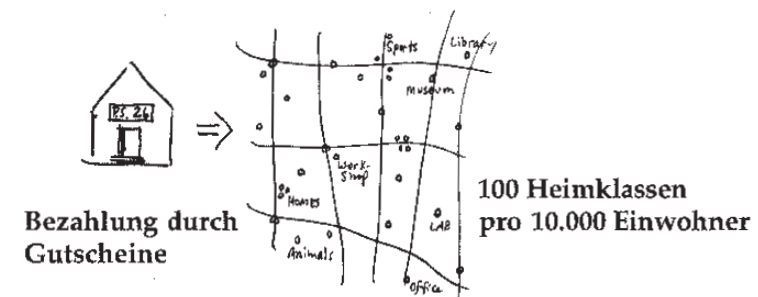 Sports
Library
Museum
P.S. 26
Work-
Shop
Homes
LAB
Animals
Office
100 Heimklassen
pro 10.000 Einwohner
Bezahlung durch
Gutscheine